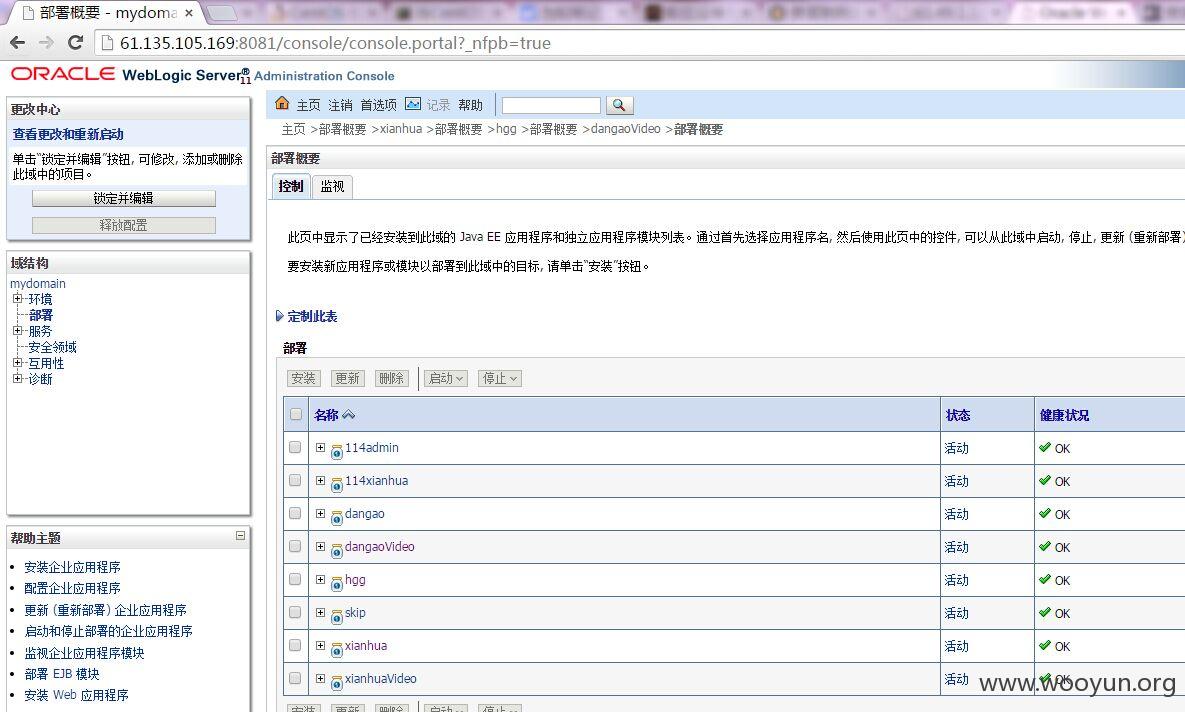 部署概要 - mydoma
61.135.105.169:8081/console/console.portal?_nfpb=true
ORACLE WebLogic Server® 11 Administration Console
更改中心
查看更改和重新启动
单击“锁定并编辑”按钮, 可修改, 添加或删除
此域中的项目。
锁定并编辑
释放配置
域结构
mydomain
环境
部署
服务
安全领域
互用性
诊断
帮助主题
安装企业应用程序
配置企业应用程序
更新 (重新部署) 企业应用程序
启动和停止部署的企业应用程序
监视企业应用程序模块
部署 EJB 模块
安装 Web 应用程序
主页 注销 首选项 记录 帮助
主页 >部署概要 >xianhua >部署概要 >hgg >部署概要 >dangaoVideo >部署概要
部署概要
控制 监视
此页中显示了已经安装到此域的 Java EE 应用程序和独立应用程序模块列表。通过首先选择应用程序名, 然后使用此页中的控件, 可以从此域中启动, 停止, 更新 (重新部署)
要安装新应用程序或模块以部署到此域中的目标, 请单击“安装”按钮。
定制此表
部署
安装 更新 删除 启动 停止
名称 状态 健康状况
114admin 活动 OK
114xianhua 活动 OK
dangao 活动 OK
dangaoVideo 活动 OK
hgg 活动 OK
skip 活动 OK
xianhua 活动 OK
xianhuaVideo 活动 OK
www.wooyun.org
安装 更新 删除 启动 停止